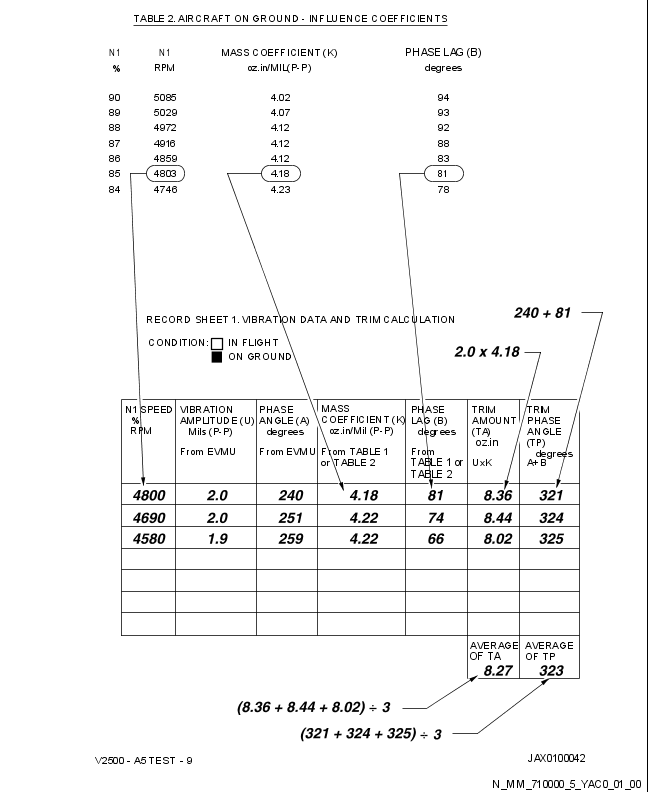 TABLE 2. AIRCRAFT ON GROUND - INFLUENCE COEFFICIENTS
N1 N1 MASS COEFFICIENT (K) PHASE LAG (B)
% RPM oz.in/MIL(P-P) degrees
90 5085 4.02 94
89 5029 4.07 93
88 4972 4.12 92
87 4916 4.12 88
86 4859 4.12 83
85 4803 4.18 81
84 4746 4.23 78
240 + 81
RECORD SHEET 1. VIBRATION DATA AND TRIM CALCULATION
CONDITION: IN FLIGHT
ON GROUND
2.0 x 4.18
N1 SPEED VIBRATION PHASE MASS PHASE TRIM TRIM
% AMPLITUDE (U) ANGLE (A) COEFFICIENT (K) LAG (B) AMOUNT PHASE
RPM Mils (P-P) degrees oz.in/Mil (P-P) degrees (TA) ANGLE
oz.in (TP)
From EVMU From EVMU From TABLE 1 From degrees
or TABLE 2 TABLE 1 or UxK A+B
TABLE 2
4800 2.0 240 4.18 81 8.36 321
4690 2.0 251 4.22 74 8.44 324
4580 1.9 259 4.22 66 8.02 325
AVERAGE AVERAGE
OF TA OF TP
8.27 323
(8.36 + 8.44 + 8.02) ÷ 3
(321 + 324 + 325) ÷ 3
V2500 - A5 TEST - 9 JAX0100042
N_MM_710000_5_YAC0_01_00